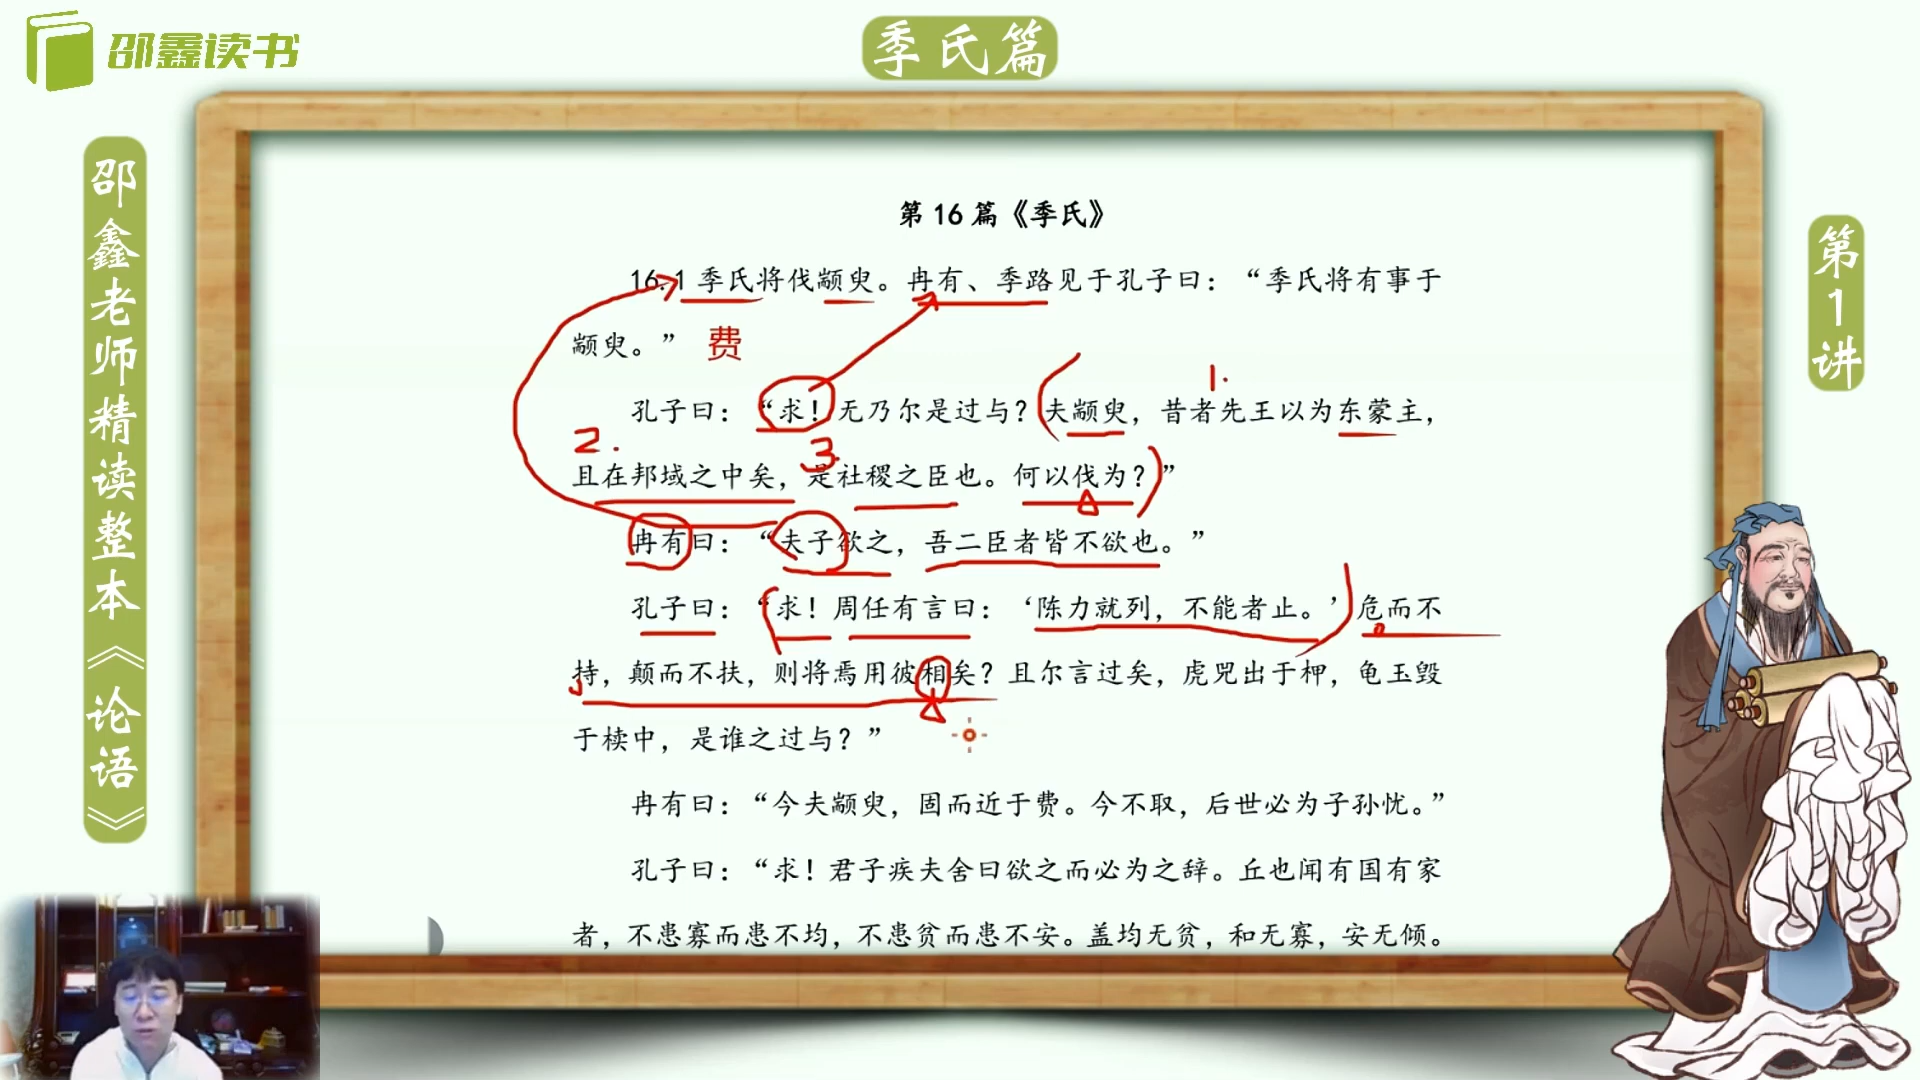 邵鑫读书
季氏篇
邵鑫老师精读整本《论语》
第1讲
第16篇《季氏》
16.1 季氏将伐颛臾。冉有、季路见于孔子曰：“季氏将有事于
颛臾。” 费
1.
孔子曰：“求！无乃尔是过与？夫颛臾，昔者先王以为东蒙主，
2. 3.
且在邦域之中矣，是社稷之臣也。何以伐为？”
冉有曰：“夫子欲之，吾二臣者皆不欲也。”
孔子曰：“求！周任有言曰：‘陈力就列，不能者止。’危而不
持，颠而不扶，则将焉用彼相矣？且尔言过矣，虎兕出于柙，龟玉毁
于椟中，是谁之过与？”
冉有曰：“今夫颛臾，固而近于费。今不取，后世必为子孙忧。”
孔子曰：“求！君子疾夫舍曰欲之而必为之辞。丘也闻有国有家
者，不患寡而患不均，不患贫而患不安。盖均无贫，和无寡，安无倾。